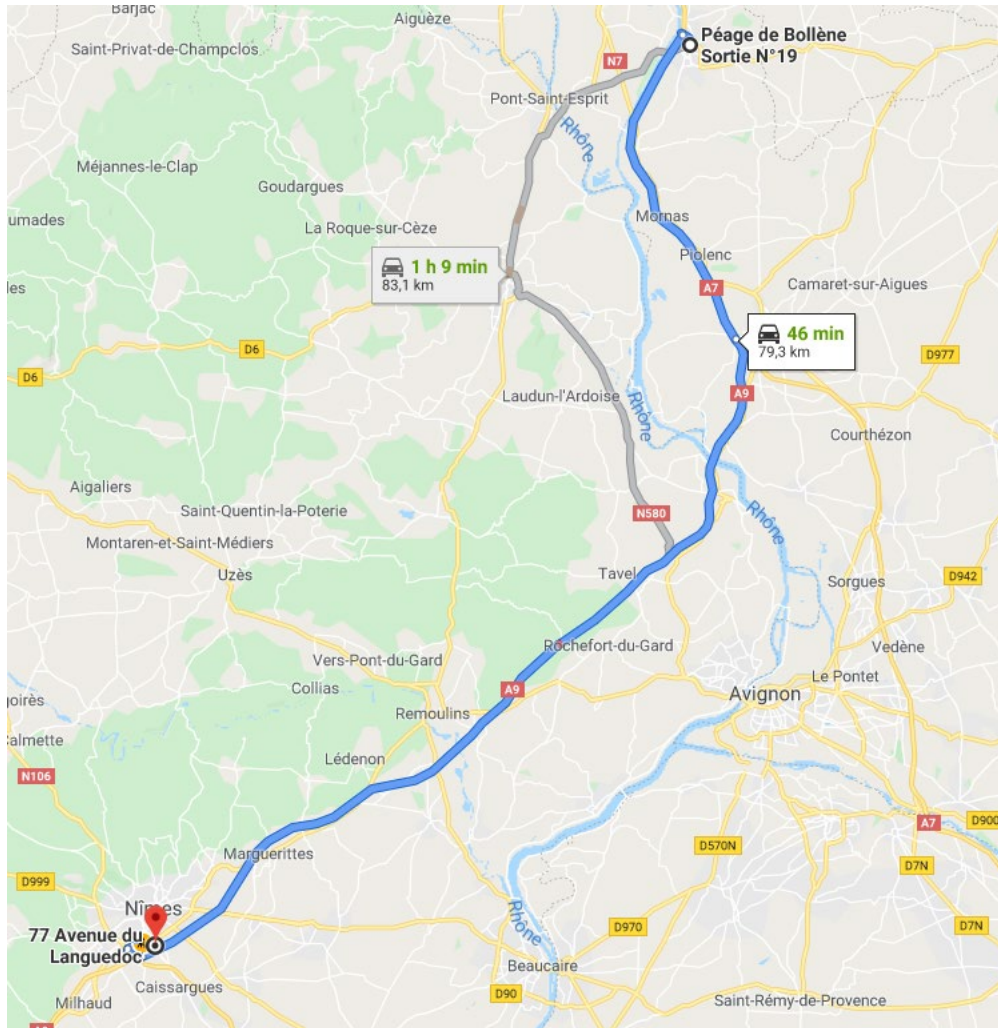 Barjac
Aiguèze
Saint-Privat-de-Champclos
N7
Péage de Bollène
Sortie N°19
Pont-Saint-Esprit
Rhône
Méjannes-le-Clap
Goudargues
umades
La Roque-sur-Cèze
Mornas
Piolenc
1 h 9 min
83,1 km
A7
Camaret-sur-Aigues
les
46 min
79,3 km
D6
D6
D977
A9
Laudun-l'Ardoise
Rhône
Courthézon
Aigaliers
Saint-Quentin-la-Poterie
N580
Rhône
Montaren-et-Saint-Médiers
Uzès
Tavel
D942
Sorgues
Rochefort-du-Gard
Vedène
Vers-Pont-du-Gard
Le Pontet
Collias
A9
Avignon
goirès
Remoulins
Calmette
Lédenon
N106
A7
D900
D570N
Marguerittes
D7N
D999
Nîmes
Rhône
D970
D7N
77 Avenue du
Languedoc
Beaucaire
Caissargues
D90
Milhaud
Saint-Rémy-de-Provence